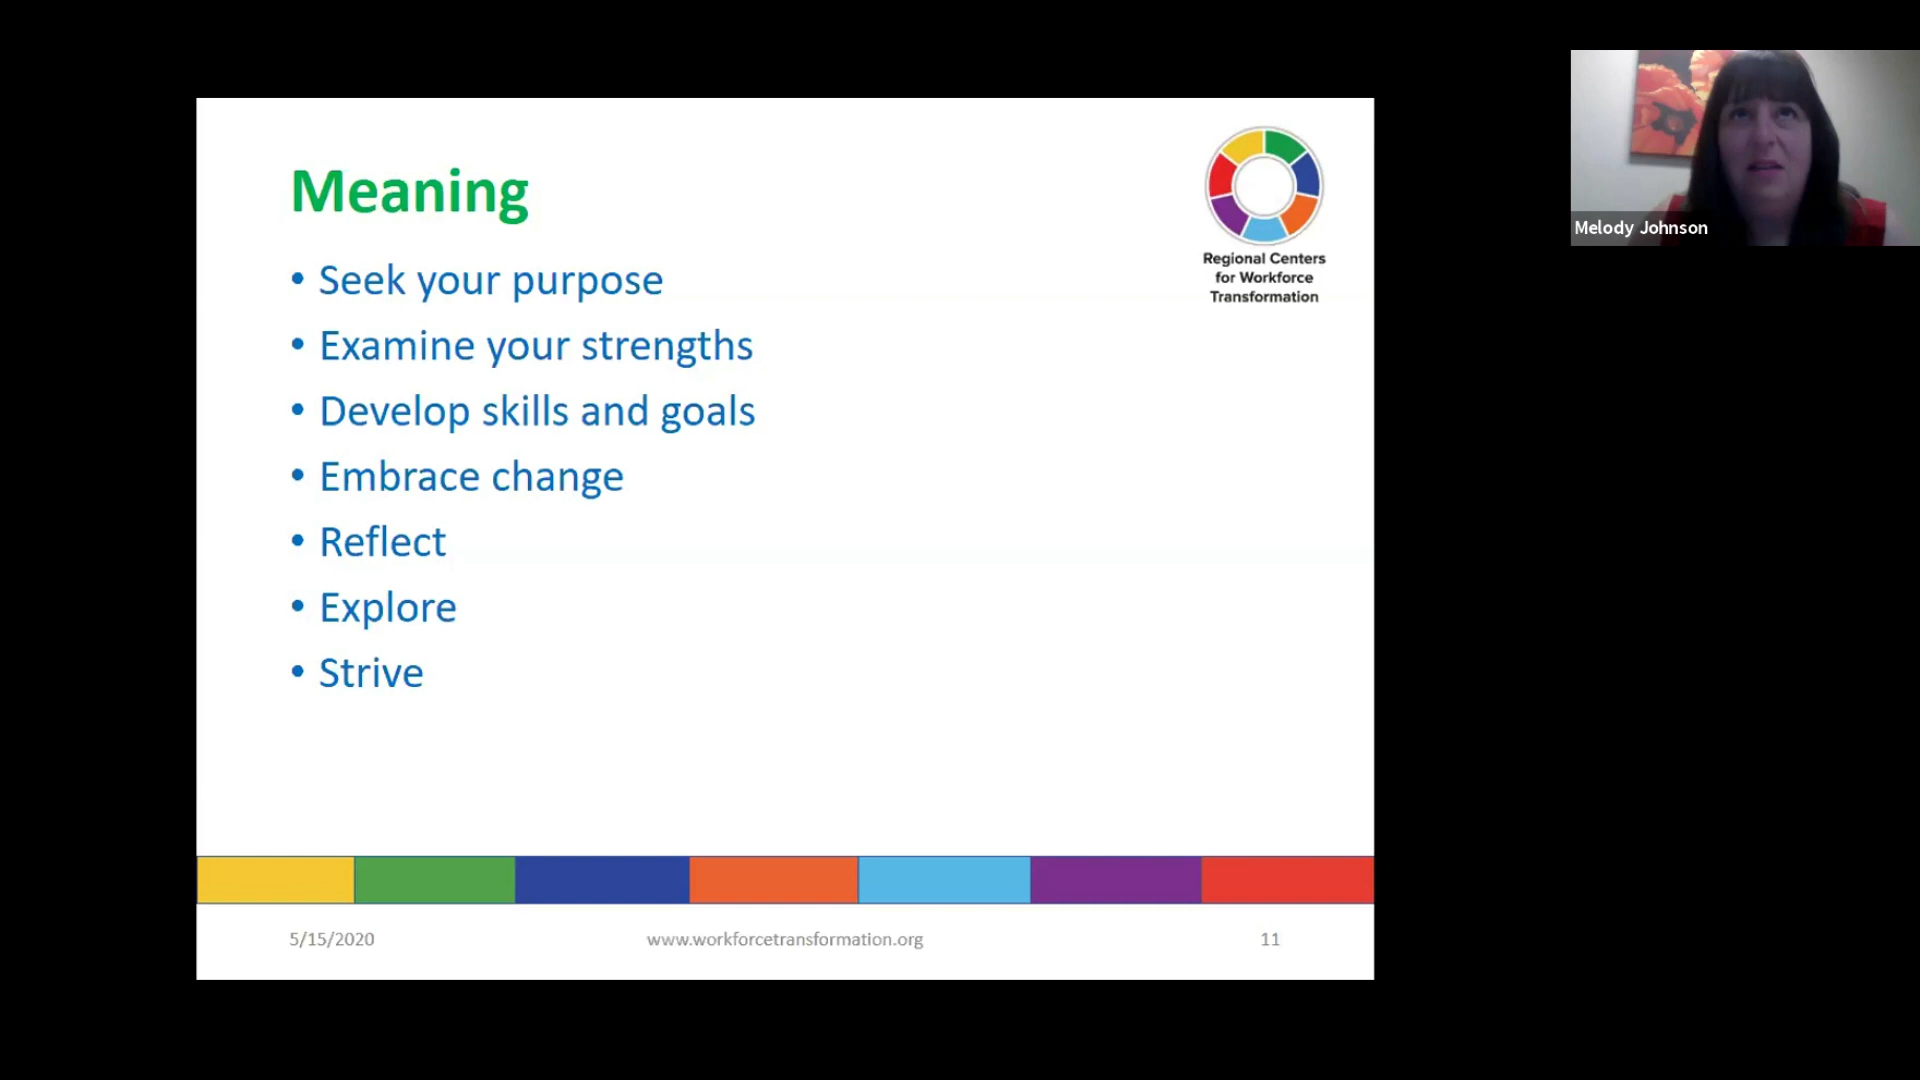 Meaning
• Seek your purpose
• Examine your strengths
• Develop skills and goals
• Embrace change
• Reflect
• Explore
• Strive
Regional Centers
for Workforce
Transformation
Melody Johnson
5/15/2020
www.workforcetransformation.org
11